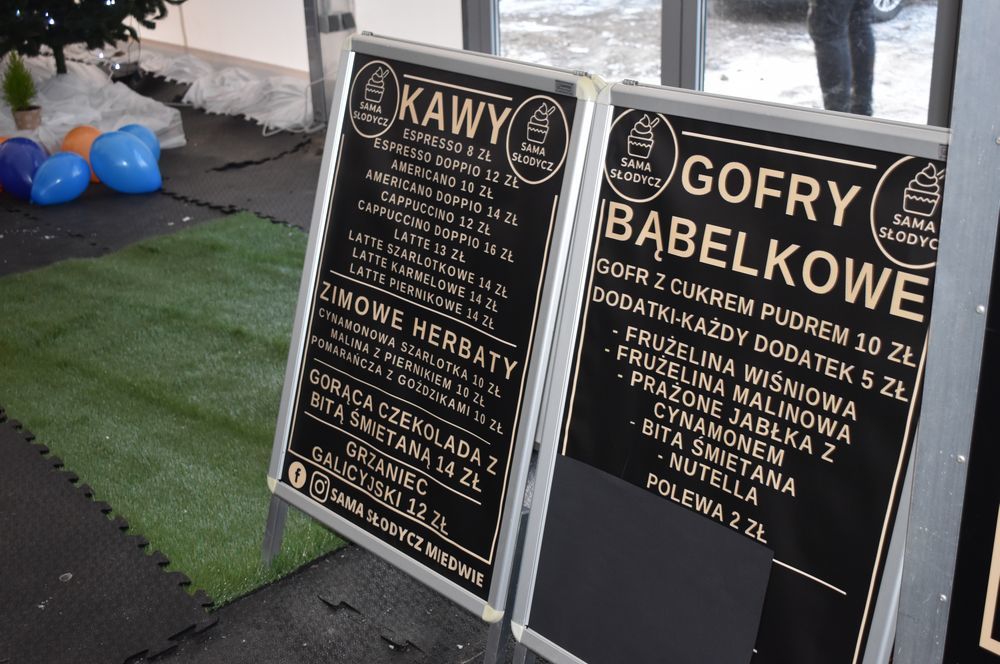 SAMA
SŁODYCZ
KAWY
SAMA
SŁODYCZ
ESPRESSO 8 ZŁ
ESPRESSO DOPPIO 12 ZŁ
AMERICANO 10 ZŁ
AMERICANO DOPPIO 14 ZŁ
CAPPUCCINO 12 ZŁ
CAPPUCCINO DOPPIO 16 ZŁ
LATTE 13 ZŁ
LATTE SZARLOTKOWE 14 ZŁ
LATTE KARMELOWE 14 ZŁ
LATTE PIERNIKOWE 14 ZŁ
ZIMOWE HERBATY
CYNAMONOWA SZARLOTKA 10 ZŁ
MALINA Z PIERNIKIEM 10 ZŁ
POMARAŃCZA Z GOŹDZIKAMI 10 ZŁ
GORĄCA CZEKOLADA Z
BITĄ ŚMIETANĄ 14 ZŁ
GRZANIEC
GALICYJSKI 12 ZŁ
SAMA SŁODYCZ MIEDWIE
SAMA
SŁODYCZ
GOFRY
BĄBELKOWE
SAMA
SŁODYC
GOFR Z CUKREM PUDREM 10 ZŁ
DODATKI-KAŻDY DODATEK 5 ZŁ
- FRUŻELINA WIŚNIOWA
- FRUŻELINA MALINOWA
- PRAŻONE JABŁKA Z
CYNAMONEM
- BITA ŚMIETANA
- NUTELLA
POLEWA 2 ZŁ